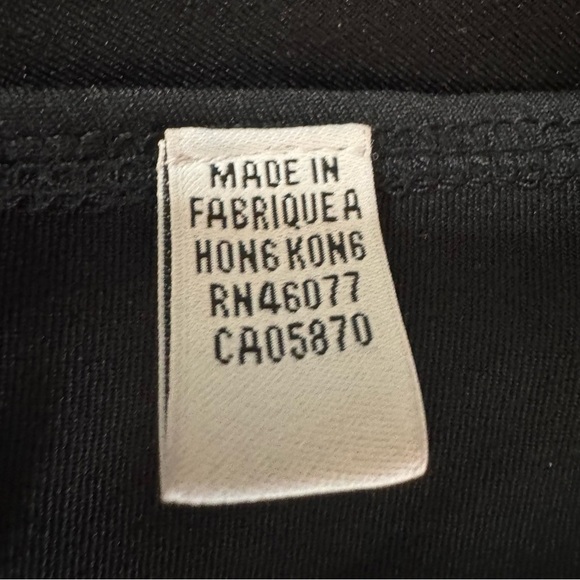 MADE IN
FABRIQUE A
HONG KONG
RN46077
CA05870